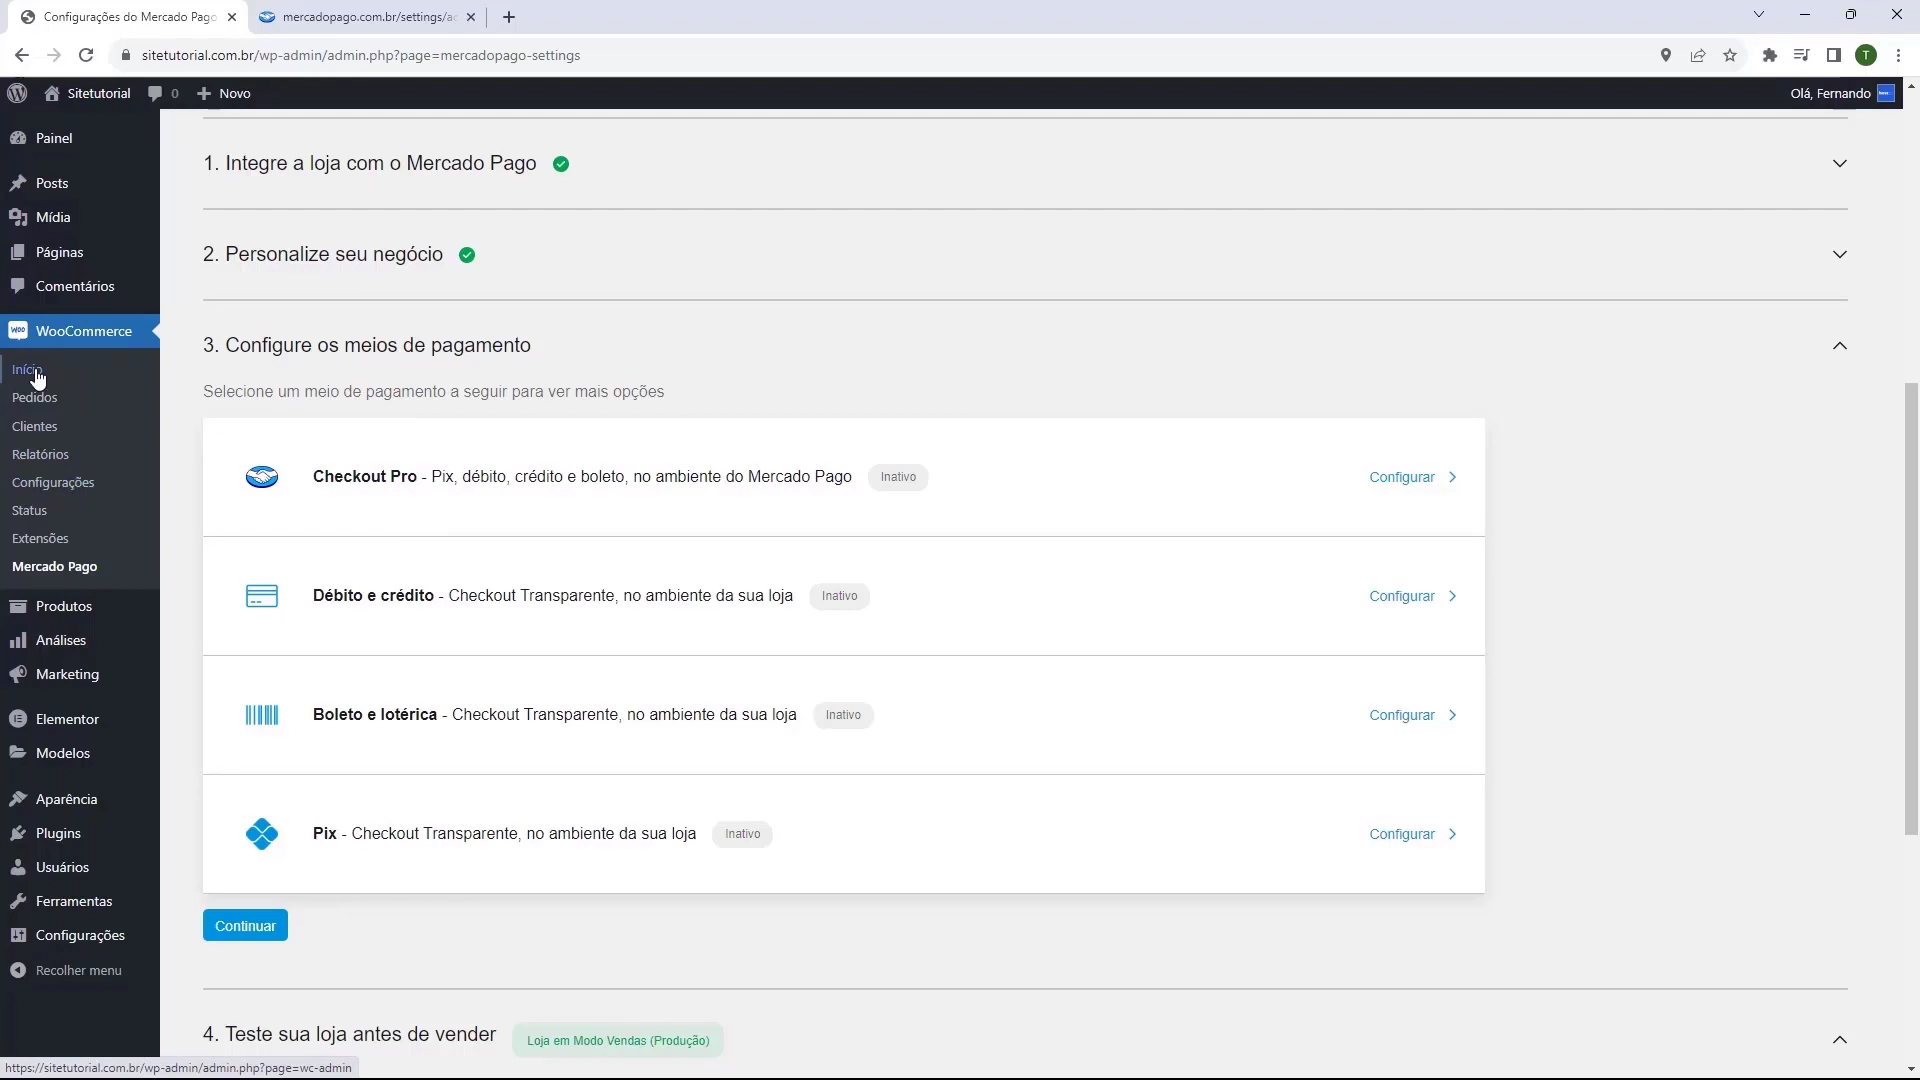 Configurações do Mercado Pago
mercadopago.com.br/settings/ac
sitetutorial.com.br/wp-admin/admin.php?page=mercadopago-settings
T
Sitetutorial
0
Novo
Olá, Fernando
Painel
Posts
Mídia
Páginas
Comentários
WooCommerce
Início
Pedidos
Clientes
Relatórios
Configurações
Status
Extensões
Mercado Pago
Produtos
Análises
Marketing
Elementor
Modelos
Aparência
Plugins
Usuários
Ferramentas
Configurações
Recolher menu
1. Integre a loja com o Mercado Pago
2. Personalize seu negócio
3. Configure os meios de pagamento
Selecione um meio de pagamento a seguir para ver mais opções
Checkout Pro - Pix, débito, crédito e boleto, no ambiente do Mercado Pago Inativo Configurar
Débito e crédito - Checkout Transparente, no ambiente da sua loja Inativo Configurar
Boleto e lotérica - Checkout Transparente, no ambiente da sua loja Inativo Configurar
Pix - Checkout Transparente, no ambiente da sua loja Inativo Configurar
Continuar
4. Teste sua loja antes de vender Loja em Modo Vendas (Produção)
https://sitetutorial.com.br/wp-admin/admin.php?page=wc-admin